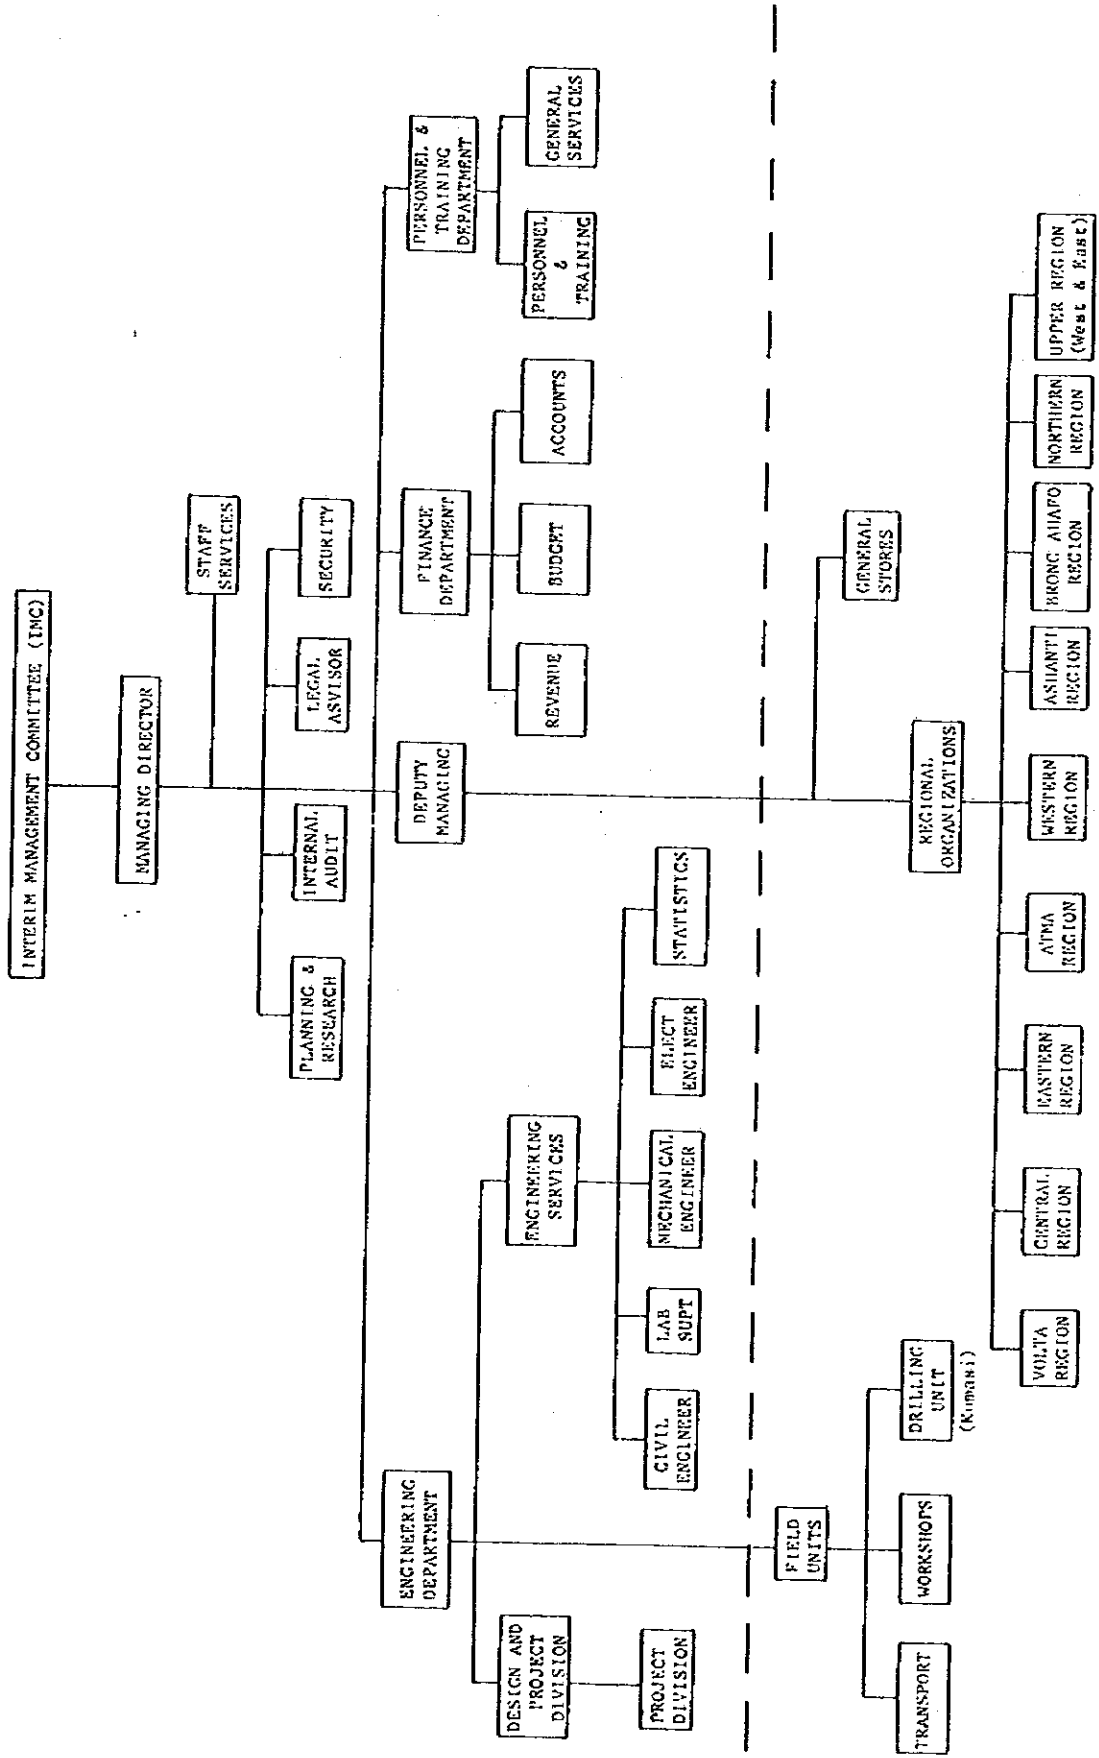 INTERIM MANAGEMENT COMMITTEE (IMC)
MANAGING DIRECTOR
STAFF
SERVICES
PLANNING &
RESEARCH
INTERNAL
AUDIT
LEGAL
ASVISOR
SECURITY
ENGINEERING
DEPARTMENT
DEPUTY
MANAGING
FINANCE
DEPARTMENT
PERSONNEL &
TRAINING
DEPARTMENT
DESIGN AND
PROJECT
DIVISION
ENGINEERING
SERVICES
REVENUE
BUDGET
ACCOUNTS
PERSONNEL
&
TRAINING
GENERAL
SERVICES
PROJECT
DIVISION
CIVIL
ENGINEER
LAB
SUPT
MECHANICAL
ENGINEER
ELECT
ENGINEER
STATISTICS
FIELD
UNITS
GENERAL
STORES
TRANSPORT
WORKSHOPS
DRILLING
UNIT
(Kumasi)
REGIONAL
ORGANIZATIONS
VOLTA
REGION
CENTRAL
REGION
EASTERN
REGION
ATMA
REGION
WESTERN
REGION
ASHANTI
REGION
BRONG AHAFO
REGION
NORTHERN
REGION
UPPER REGION
(West & East)